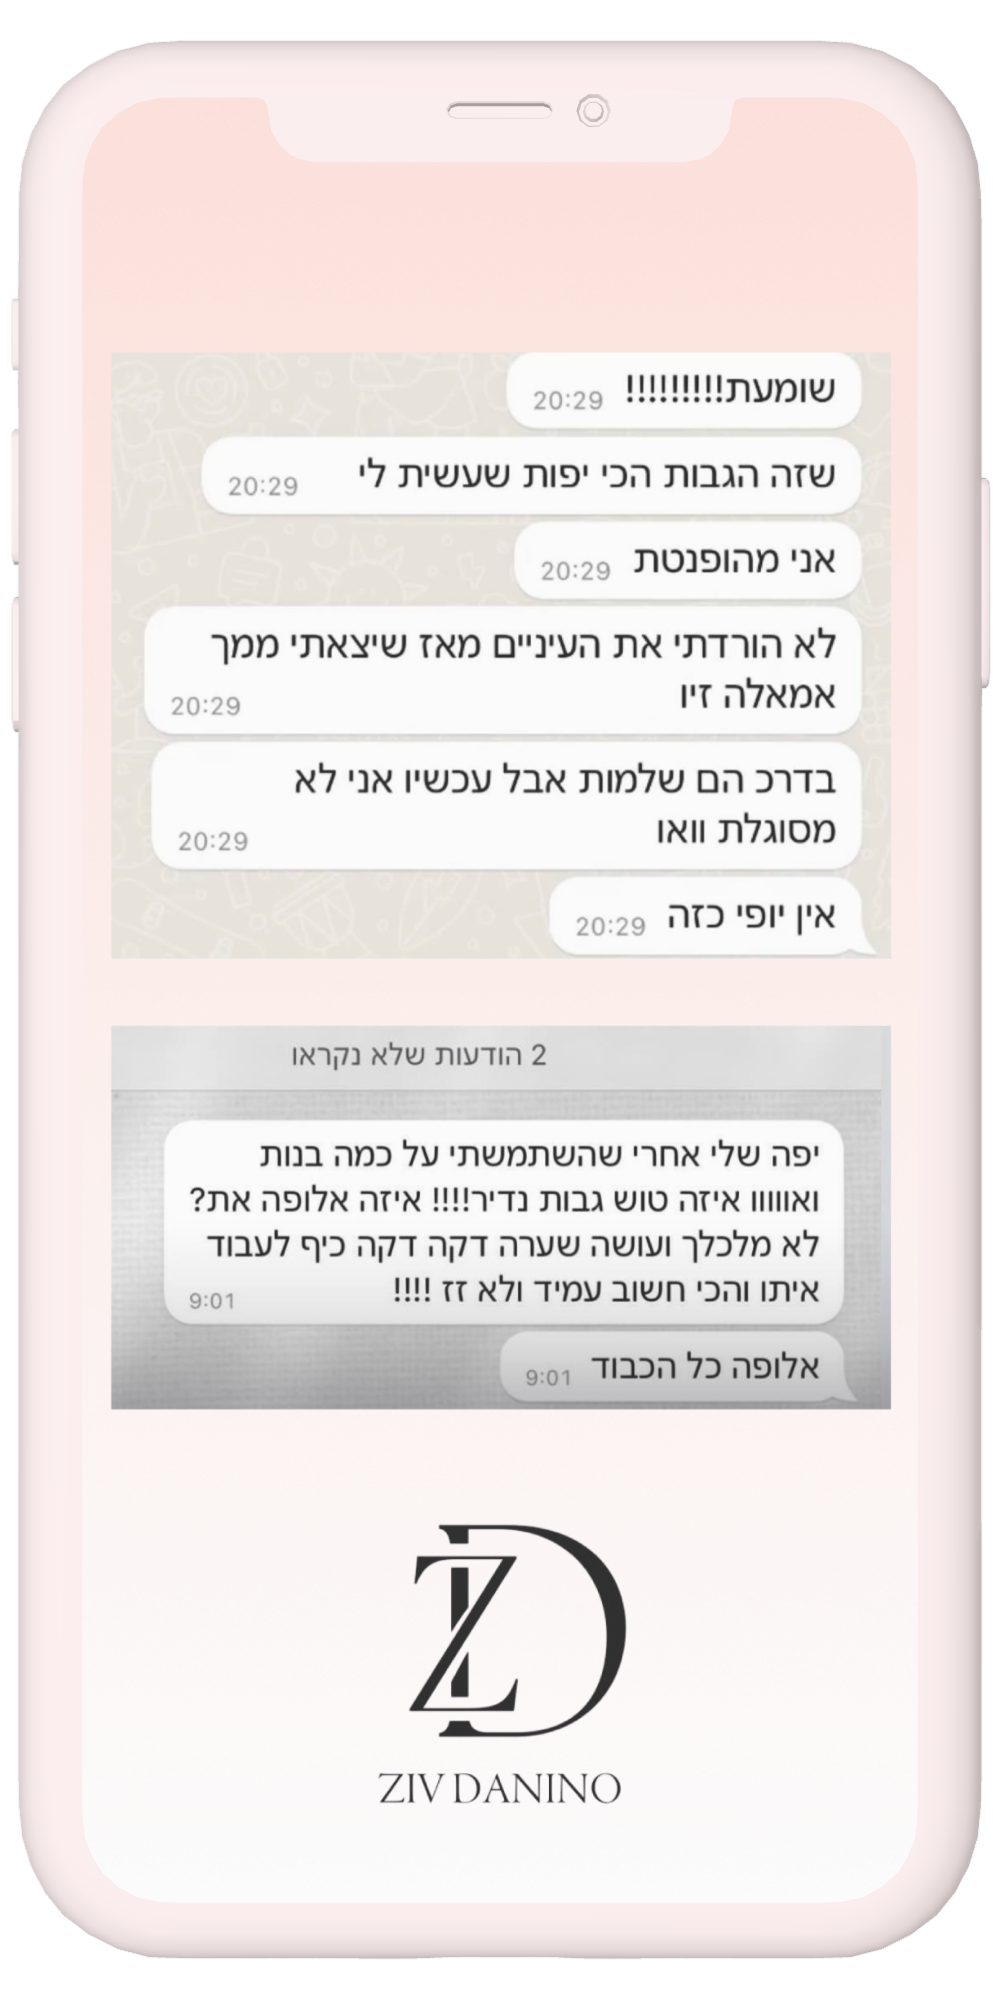 שומעת!!!!!!!!!
20:29
שזה הגבות הכי יפות שעשית לי
20:29
אני מהופנטת
20:29
לא הורדתי את העיניים מאז שיצאתי ממך
אמאלה זיו
20:29
בדרכ הם שלמות אבל עכשיו אני לא
מסוגלת וואו
20:29
אין יופי כזה
20:29
2 הודעות שלא נקראו
יפה שלי אחרי שהשתמשתי על כמה בנות
ואווווו איזה טוש גבות נדיר!!!! איזה אלופה את?
לא מלכלך ועושה שערה דקה דקה כיף לעבוד
איתו והכי חשוב עמיד ולא זז !!!!
9:01
אלופה כל הכבוד
9:01
ZD
ZIV DANINO